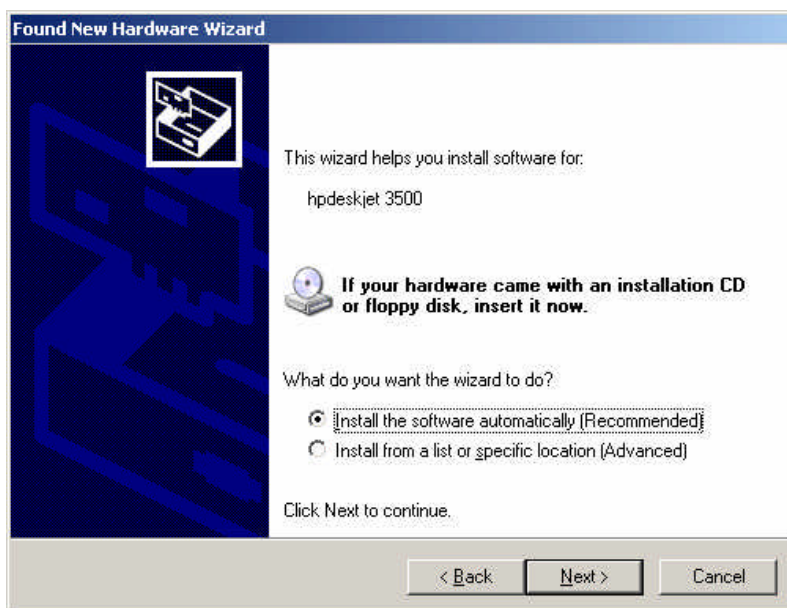 Found New Hardware Wizard
This wizard helps you install software for:
hpdeskjet 3500
If your hardware came with an installation CD
or floppy disk, insert it now.
What do you want the wizard to do?
Install the software automatically (Recommended)
Install from a list or specific location (Advanced)
Click Next to continue.
< Back
Next >
Cancel